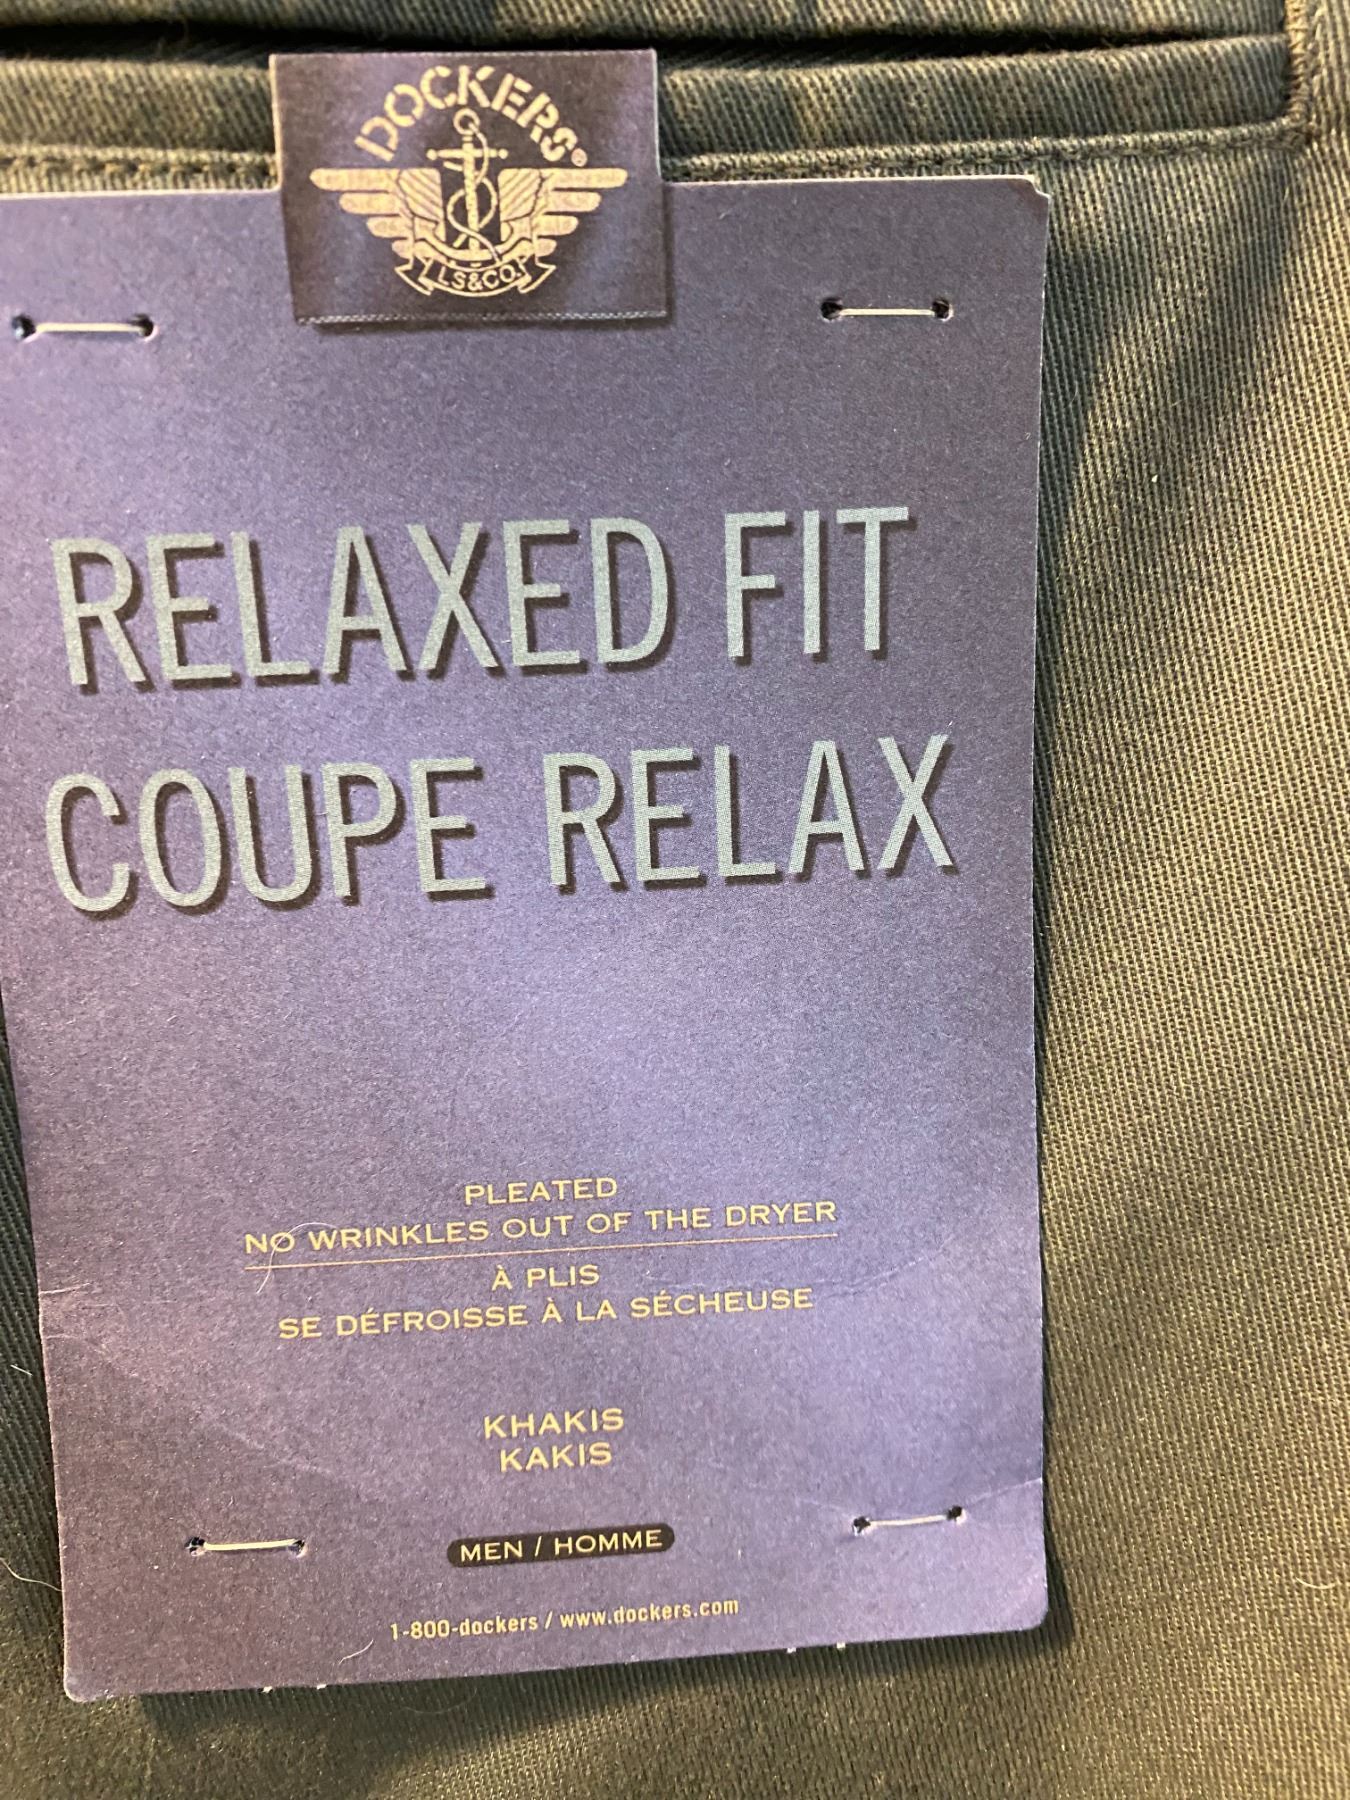 DOCKERS®
LS&CO.
RELAXED FIT
COUPE RELAX
PLEATED
NO WRINKLES OUT OF THE DRYER
À PLIS
SE DÉFROISSE À LA SÉCHEUSE
KHAKIS
KAKIS
MEN / HOMME
1-800-dockers / www.dockers.com